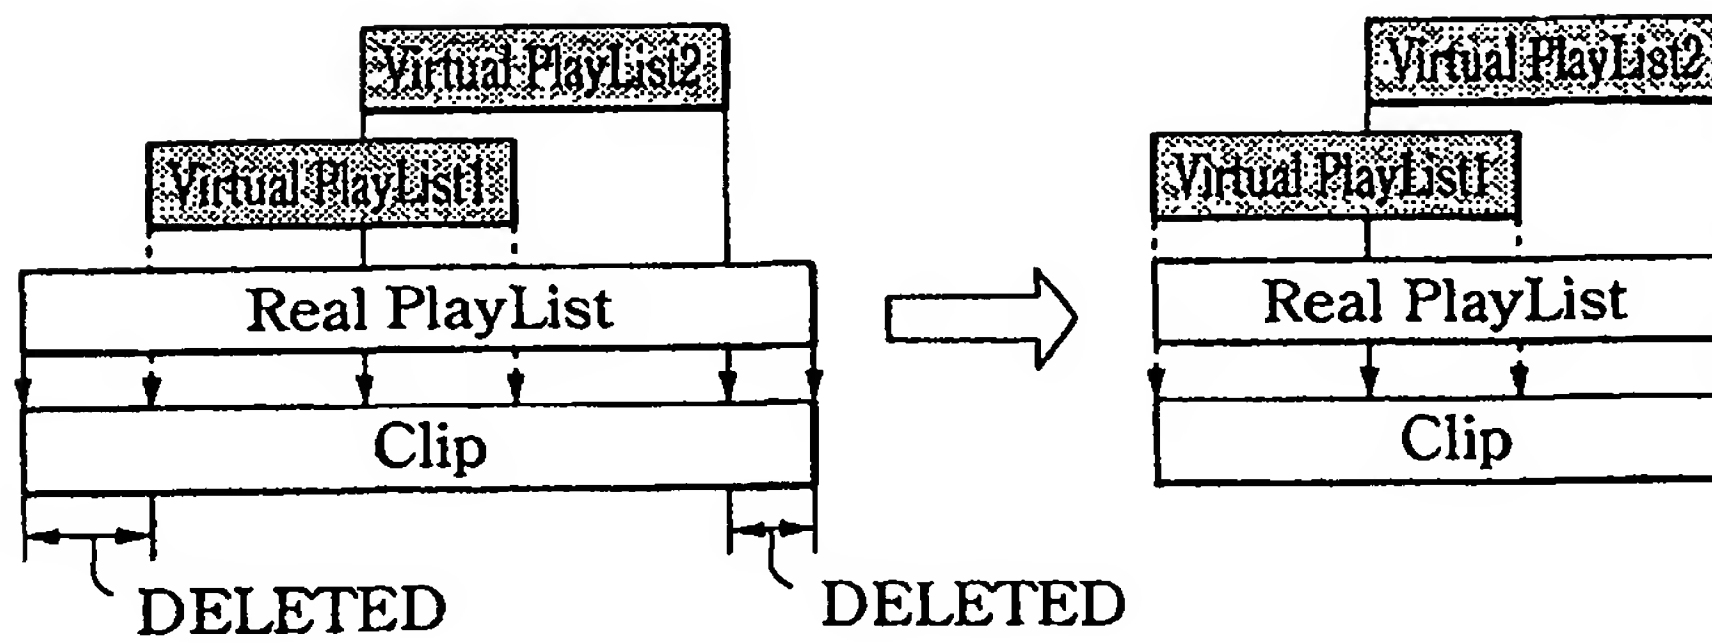 Virtual PlayList2
Virtual PlayList1
Real PlayList
Clip
DELETED
DELETED
Virtual PlayList2
Virtual PlayList1
Real PlayList
Clip